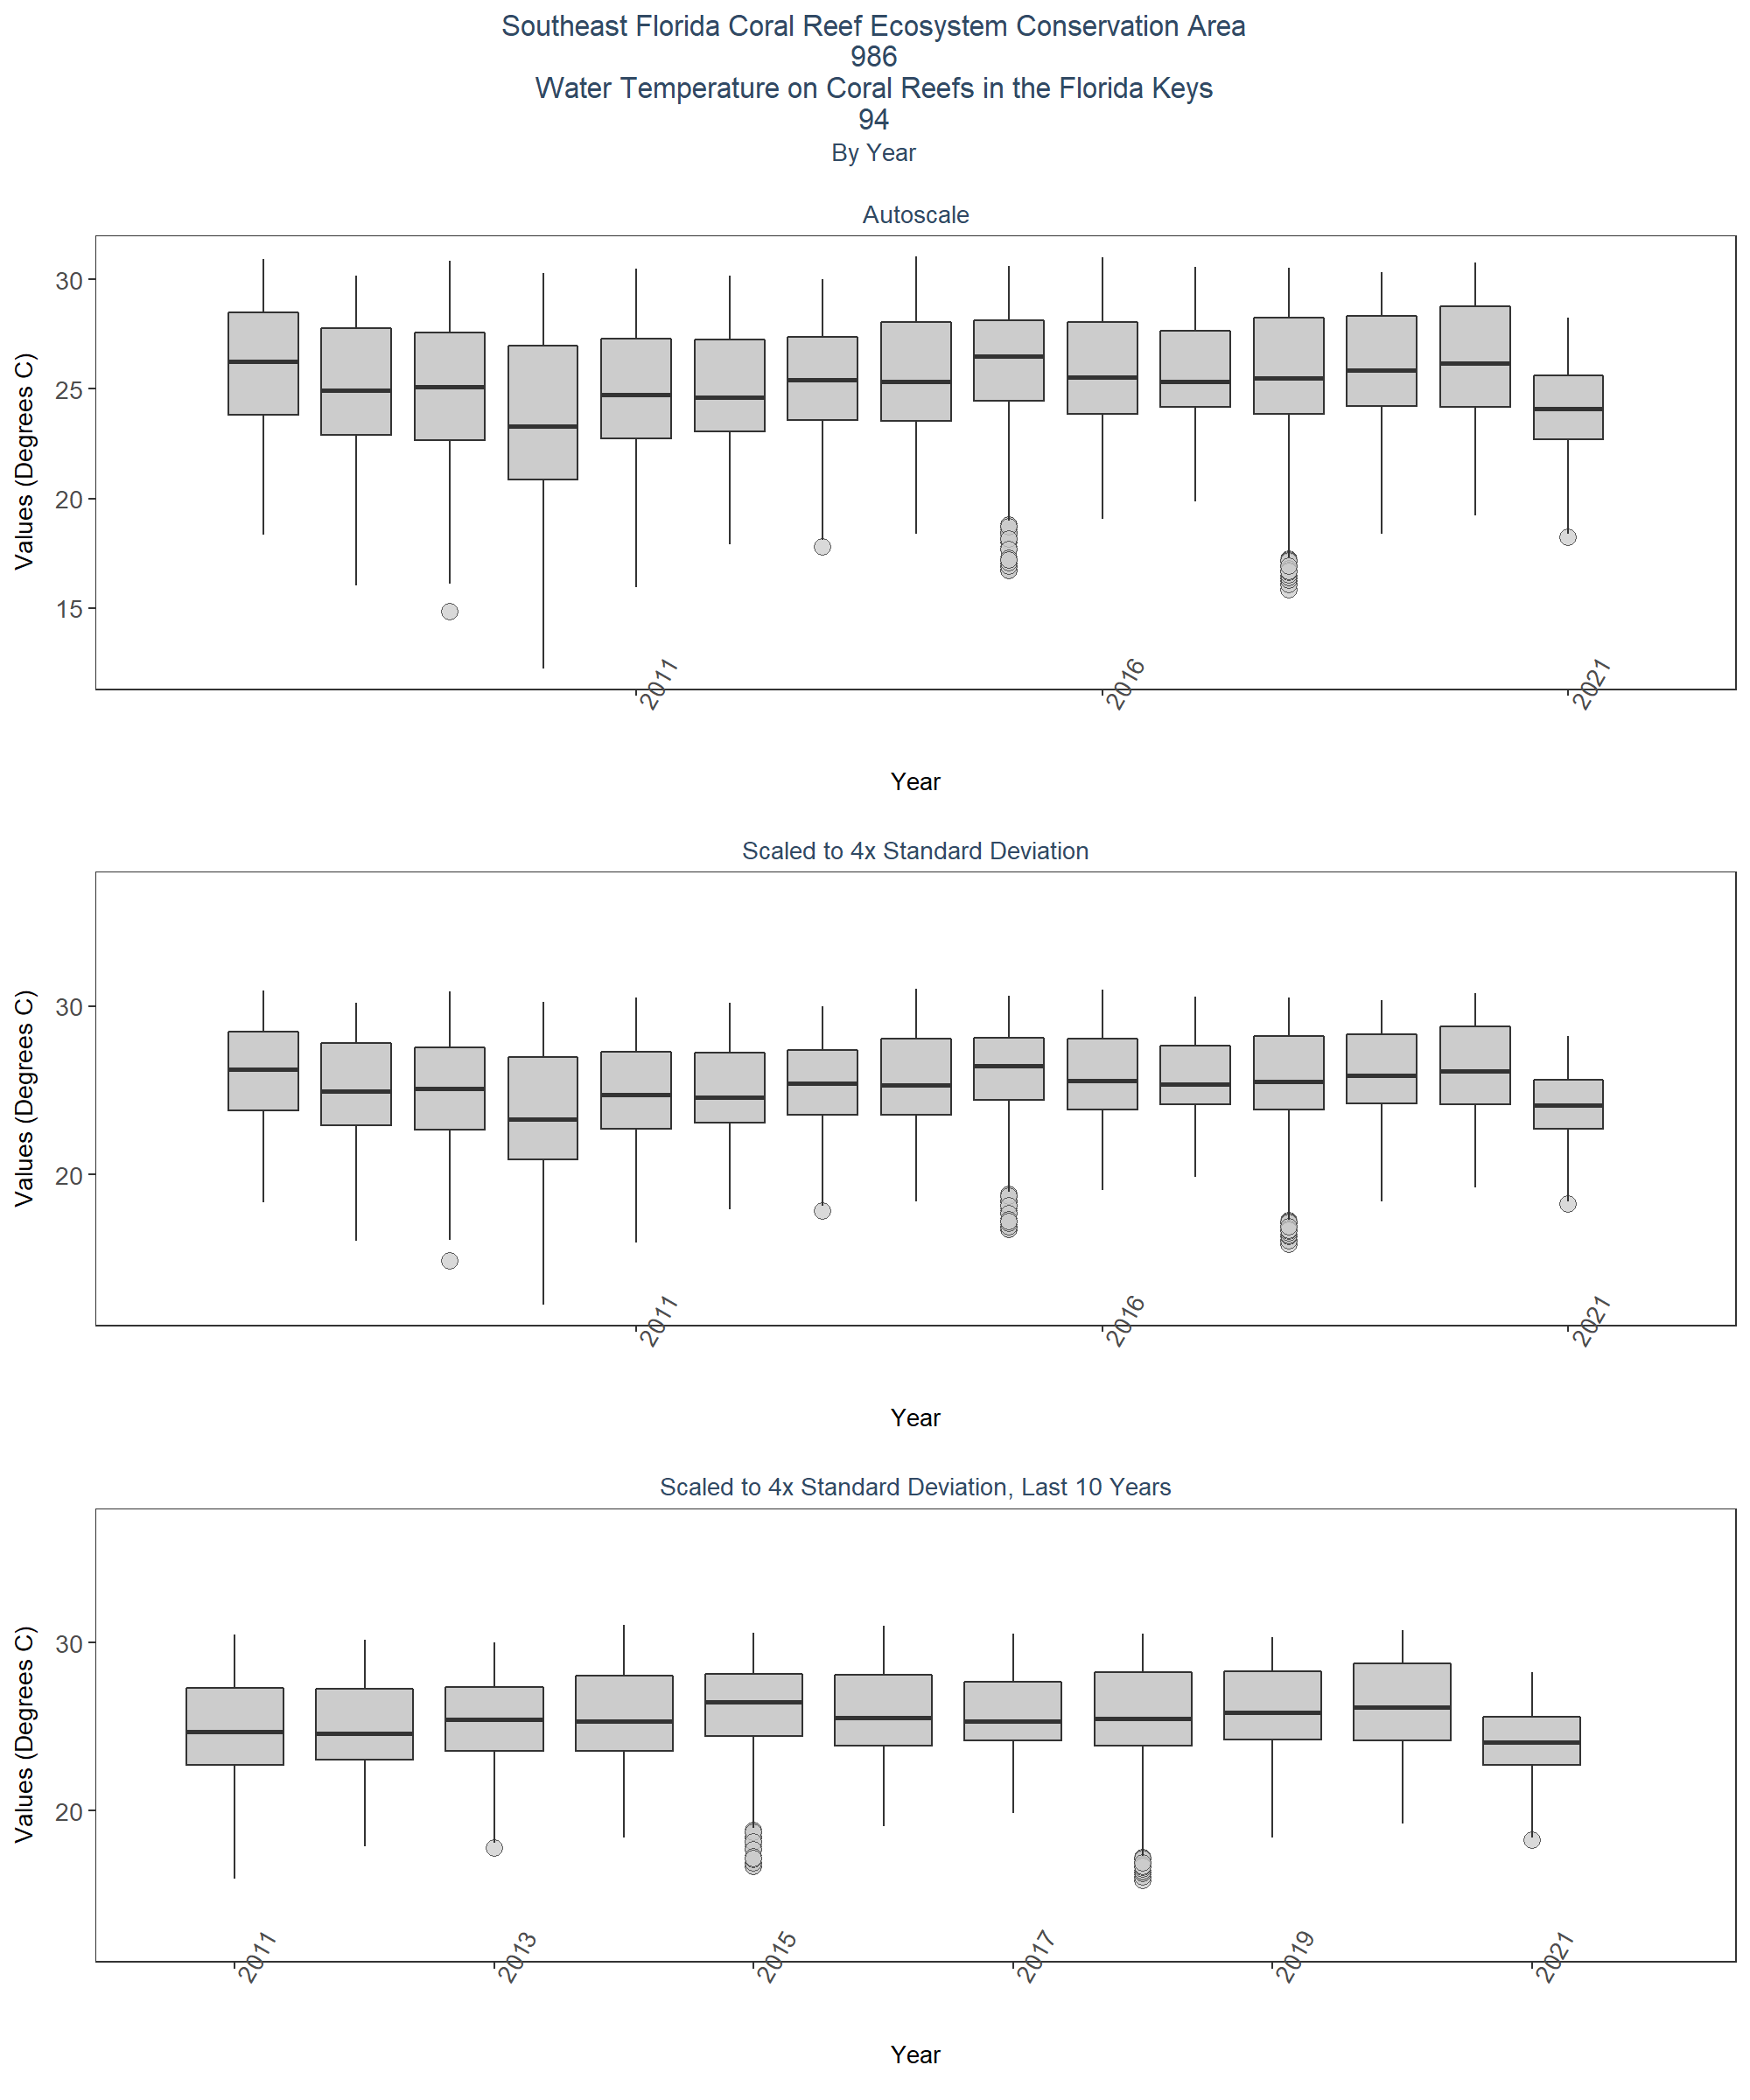 Southeast Florida Coral Reef Ecosystem Conservation Area
986
Water Temperature on Coral Reefs in the Florida Keys
94
By Year
Autoscale
Values (Degrees C)
30
25
20
15
2011
2016
2021
Year
Scaled to 4x Standard Deviation
Values (Degrees C)
30
20
2011
2016
2021
Year
Scaled to 4x Standard Deviation, Last 10 Years
Values (Degrees C)
30
20
2011
2013
2015
2017
2019
2021
Year